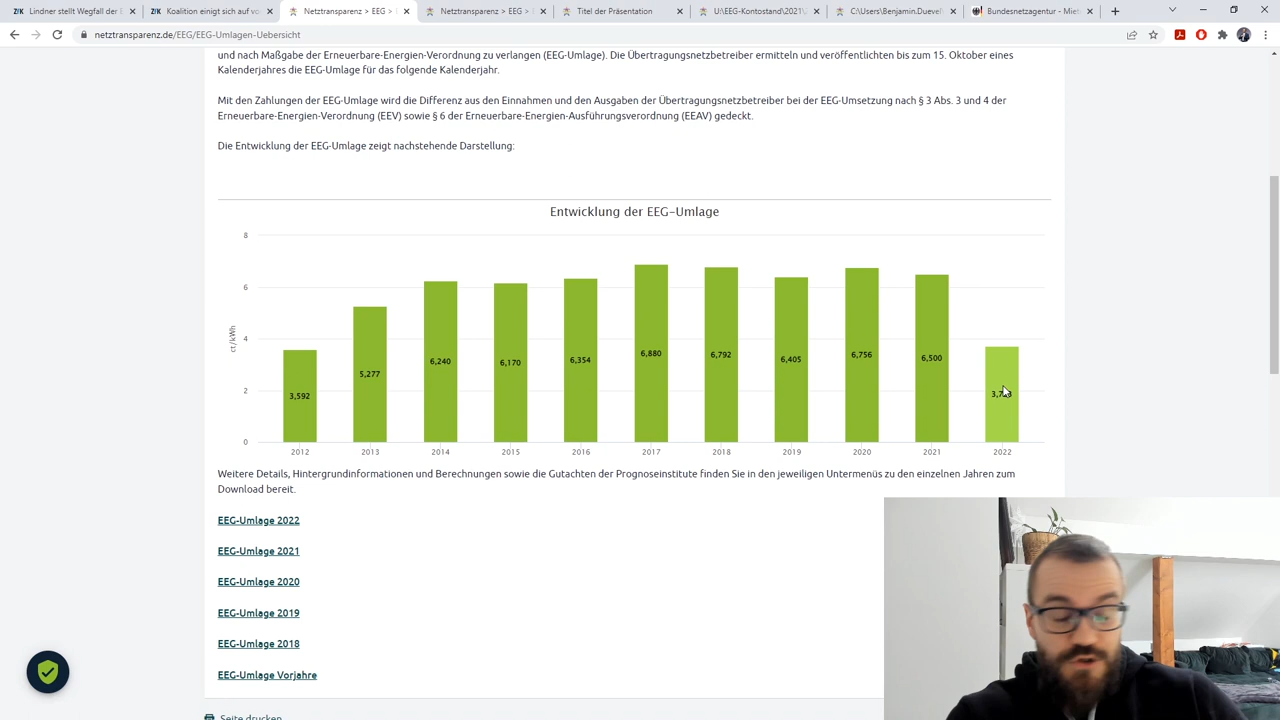 Lindner stellt Wegfall der E
Koalition einigt sich auf vo
Netztransparenz > EEG >
Netztransparenz > EEG >
Titel der Präsentation
U:\EEG-Kontostand\2021\
C:\Users\Benjamin.Duevel
Bundesnetzagentur - Miet
netztransparenz.de/EEG/EEG-Umlagen-Uebersicht
und nach Maßgabe der Erneuerbare-Energien-Verordnung zu verlangen (EEG-Umlage). Die Übertragungsnetzbetreiber ermitteln und veröffentlichten bis zum 15. Oktober eines
Kalenderjahres die EEG-Umlage für das folgende Kalenderjahr.
Mit den Zahlungen der EEG-Umlage wird die Differenz aus den Einnahmen und den Ausgaben der Übertragungsnetzbetreiber bei der EEG-Umsetzung nach § 3 Abs. 3 und 4 der
Erneuerbare-Energien-Verordnung (EEV) sowie § 6 der Erneuerbare-Energien-Ausführungsverordnung (EEAV) gedeckt.
Die Entwicklung der EEG-Umlage zeigt nachstehende Darstellung:
Entwicklung der EEG-Umlage
ct/kWh
8
6
4
2
0
3,592
5,277
6,240
6,170
6,354
6,880
6,792
6,405
6,756
6,500
2012
2013
2014
2015
2016
2017
2018
2019
2020
2021
2022
Weitere Details, Hintergrundinformationen und Berechnungen sowie die Gutachten der Prognoseinstitute finden Sie in den jeweiligen Untermenüs zu den einzelnen Jahren zum
Download bereit.
EEG-Umlage 2022
EEG-Umlage 2021
EEG-Umlage 2020
EEG-Umlage 2019
EEG-Umlage 2018
EEG-Umlage Vorjahre
Seite drucken